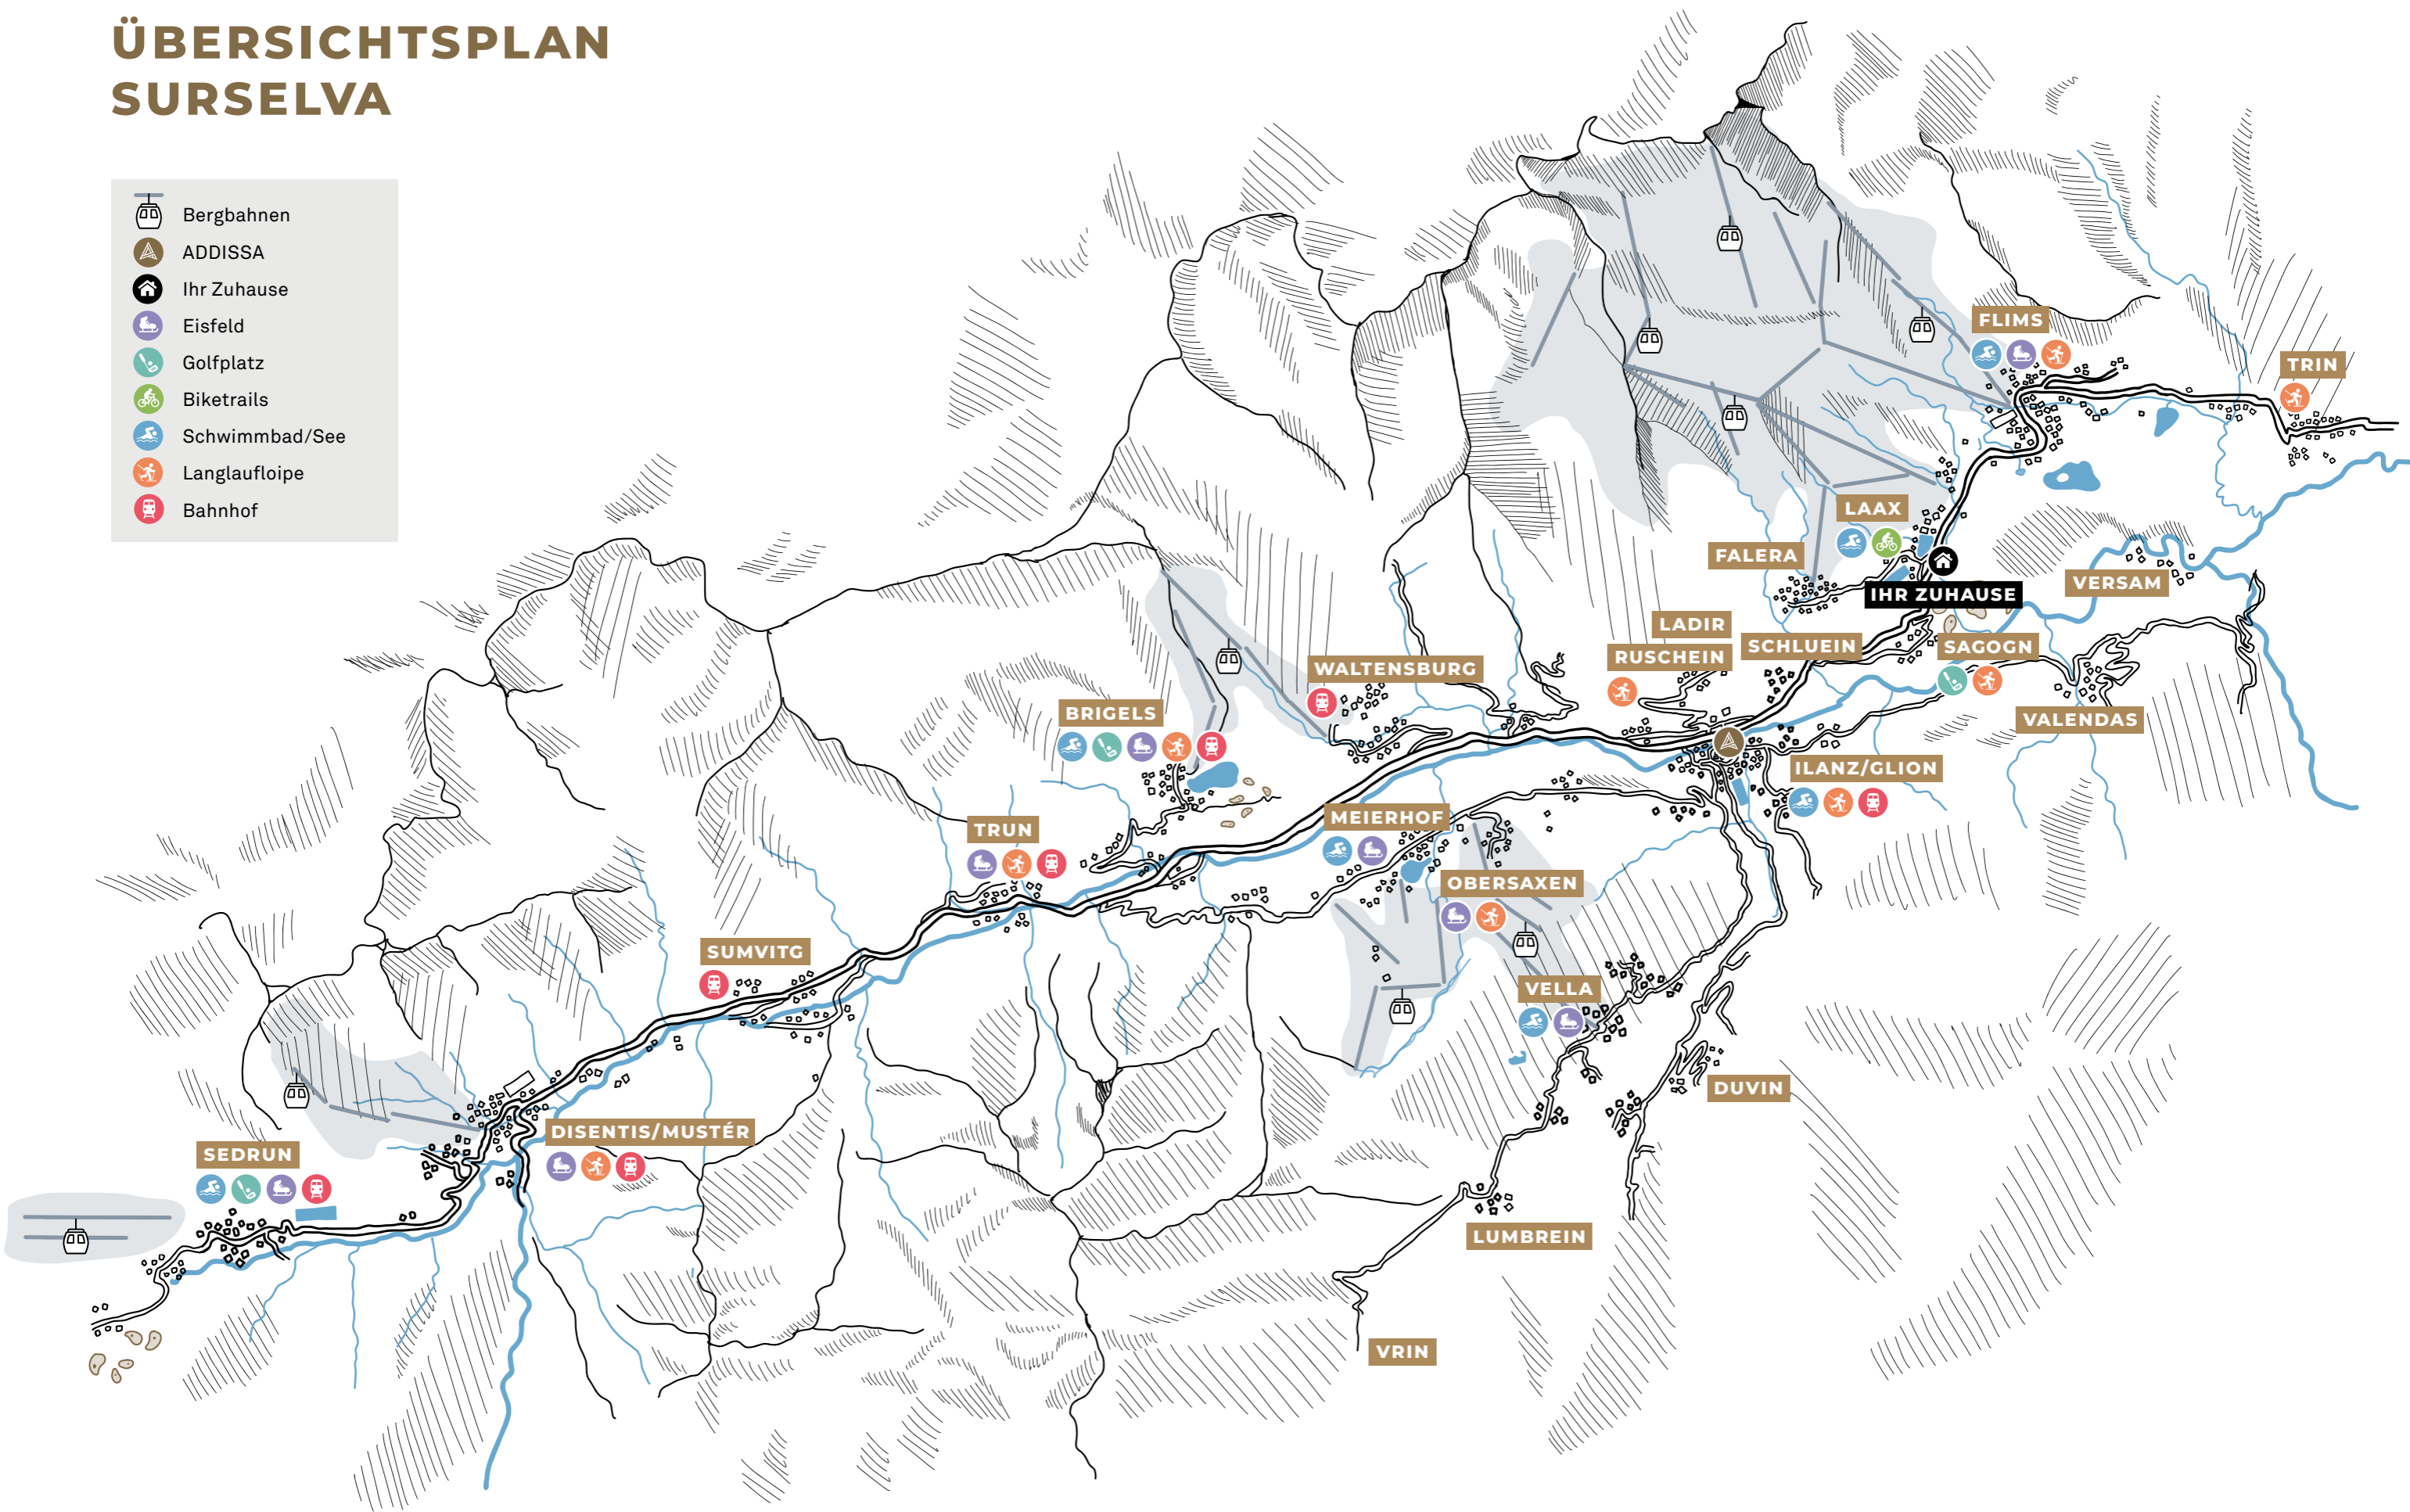 ÜBERSICHTSPLAN
SURSELVA
Bergbahnen
ADDISSA
Ihr Zuhause
Eisfeld
Golfplatz
Biketrails
Schwimmbad/See
Langlaufloipe
Bahnhof
FLIMS
TRIN
LAAX
FALERA
VERSAM
IHR ZUHAUSE
LADIR
SCHLUEIN
SAGOGN
RUSCHEIN
WALTENSBURG
BRIGELS
VALENDAS
ILANZ/GLION
MEIERHOF
TRUN
OBERSAXEN
SUMVITG
VELLA
DUVIN
DISENTIS/MUSTÉR
SEDRUN
LUMBREIN
VRIN